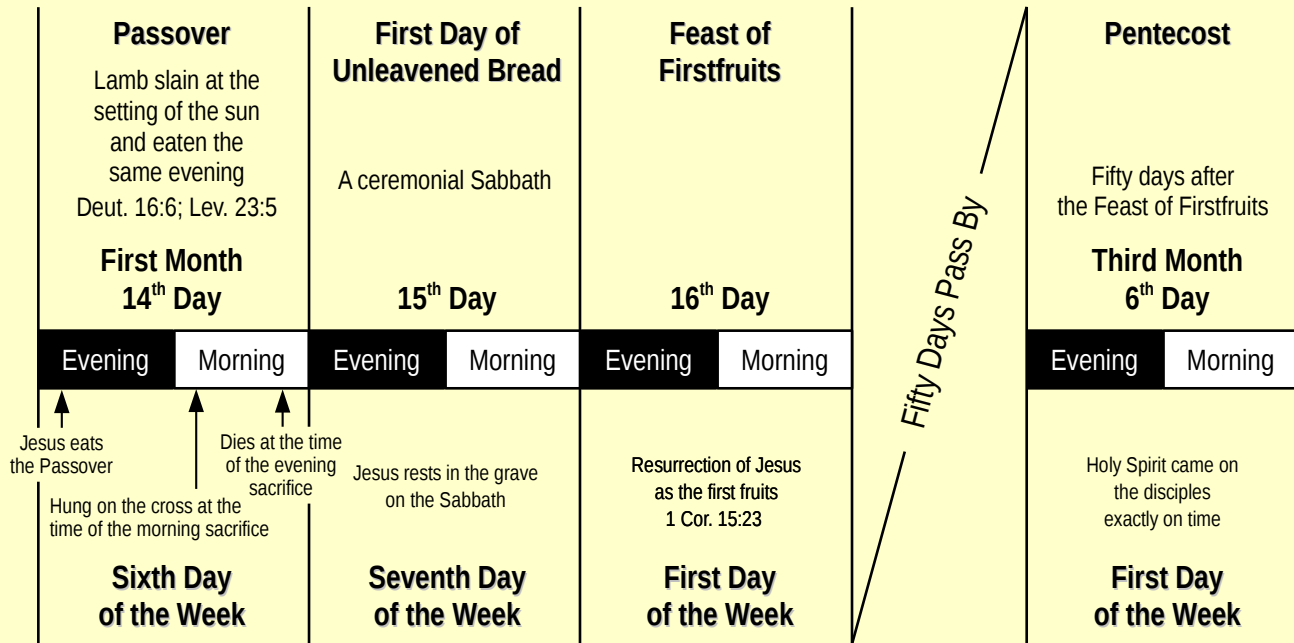 Passover
Lamb slain at the
setting of the sun
and eaten the
same evening
Deut. 16:6; Lev. 23:5
First Month
14th Day
First Day of
Unleavened Bread
A ceremonial Sabbath
15th Day
Feast of
Firstfruits
16th Day
Fifty Days Pass By
Pentecost
Fifty days after
the Feast of Firstfruits
Third Month
6th Day
Evening
Morning
Evening
Morning
Evening
Morning
Evening
Morning
Jesus eats
the Passover
Hung on the cross at the
time of the morning sacrifice
Dies at the time
of the evening
sacrifice
Sixth Day
of the Week
Jesus rests in the grave
on the Sabbath
Seventh Day
of the Week
Resurrection of Jesus
as the first fruits
1 Cor. 15:23
First Day
of the Week
Holy Spirit came on
the disciples
exactly on time
First Day
of the Week